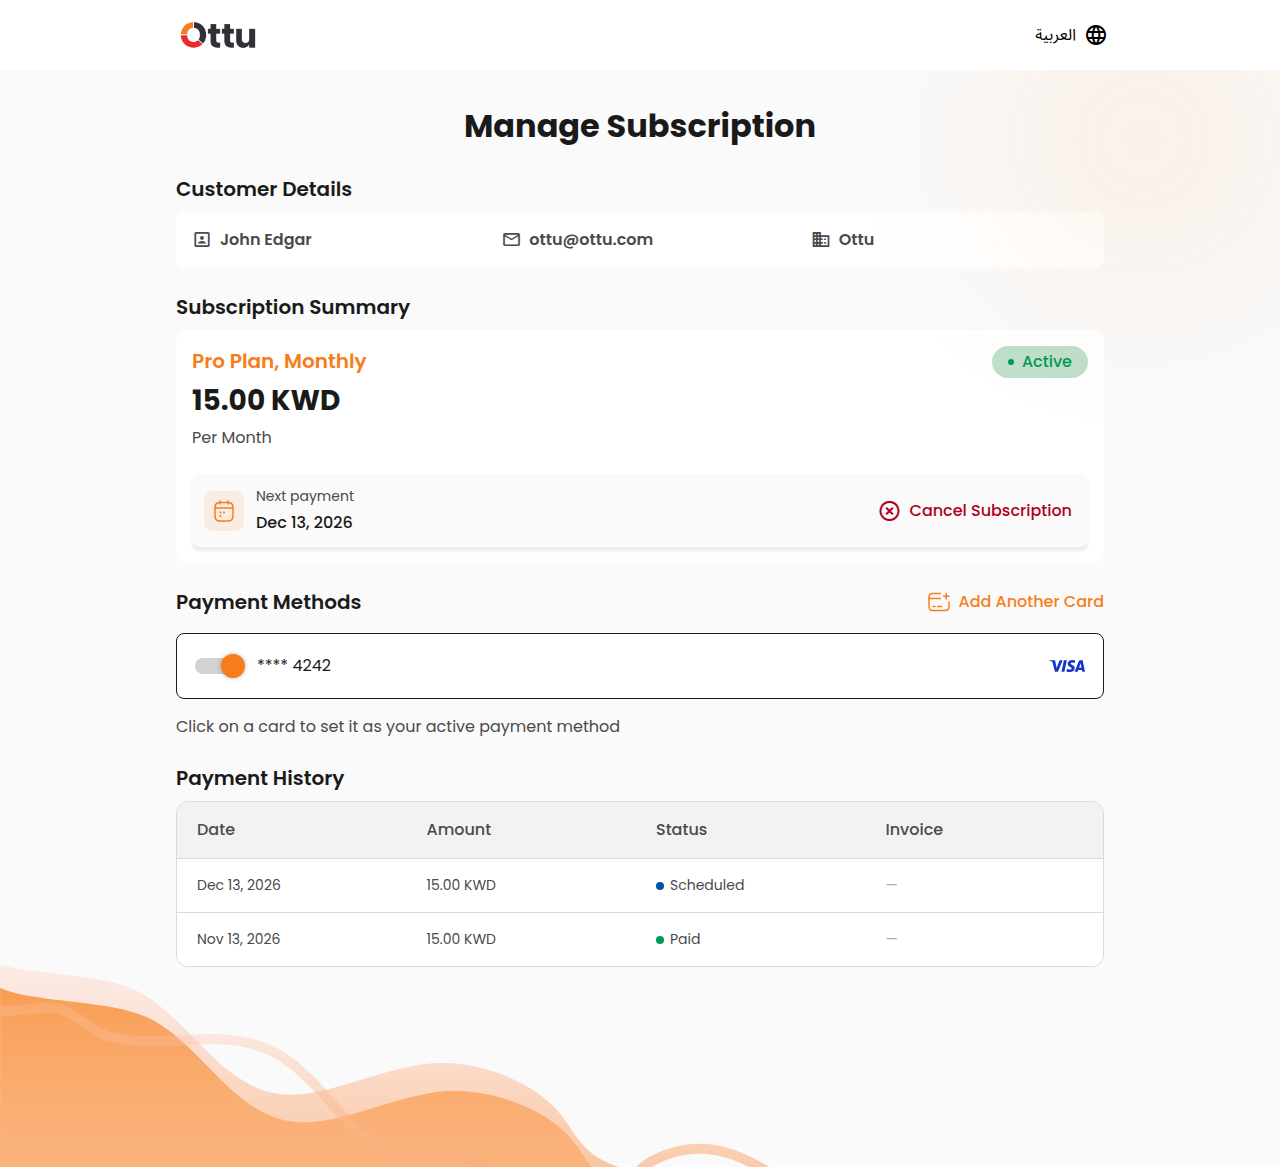 Ottu
العربية
Manage Subscription
Customer Details
John Edgar
ottu@ottu.com
Ottu
Subscription Summary
Pro Plan, Monthly
Active
15.00 KWD
Per Month
Next payment
Dec 13, 2026
Cancel Subscription
Payment Methods
Add Another Card
**** 4242
VISA
Click on a card to set it as your active payment method
Payment History
Date Amount Status Invoice
Dec 13, 2026 15.00 KWD Scheduled —
Nov 13, 2026 15.00 KWD Paid —